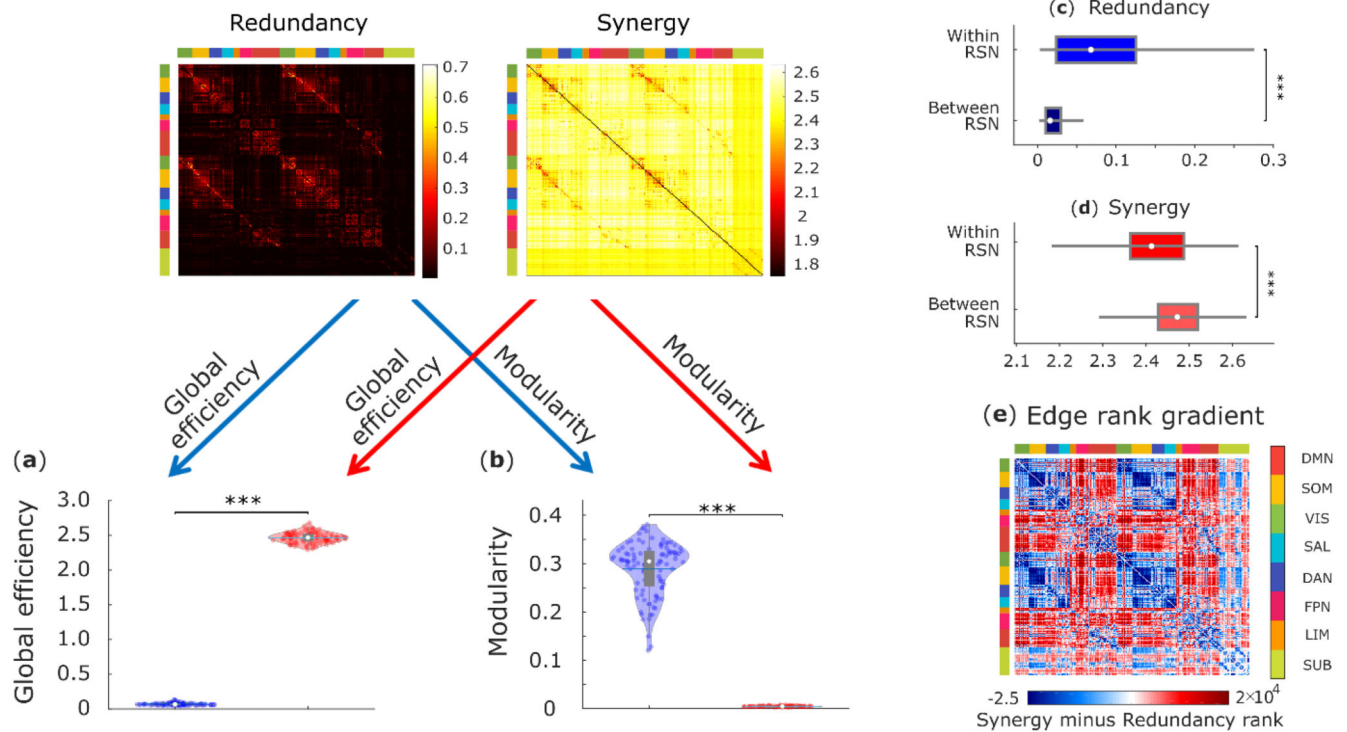 Redundancy
Synergy
0.7
0.6
0.5
0.4
0.3
0.2
0.1
2.6
2.5
2.4
2.3
2.2
2.1
2
1.9
1.8
Global
efficiency
Global
efficiency
Modularity
Modularity
(a)
Global efficiency
3.0
2.5
2.0
1.5
1.0
0.5
0
***
(b)
Modularity
0.4
0.3
0.2
0.1
0
***
(c) Redundancy
Within
RSN
Between
RSN
***
0
0.1
0.2
0.3
(d) Synergy
Within
RSN
Between
RSN
***
2.1
2.2
2.3
2.4
2.5
2.6
(e) Edge rank gradient
DMN
SOM
VIS
SAL
DAN
FPN
LIM
SUB
-2.5
2×10⁴
Synergy minus Redundancy rank